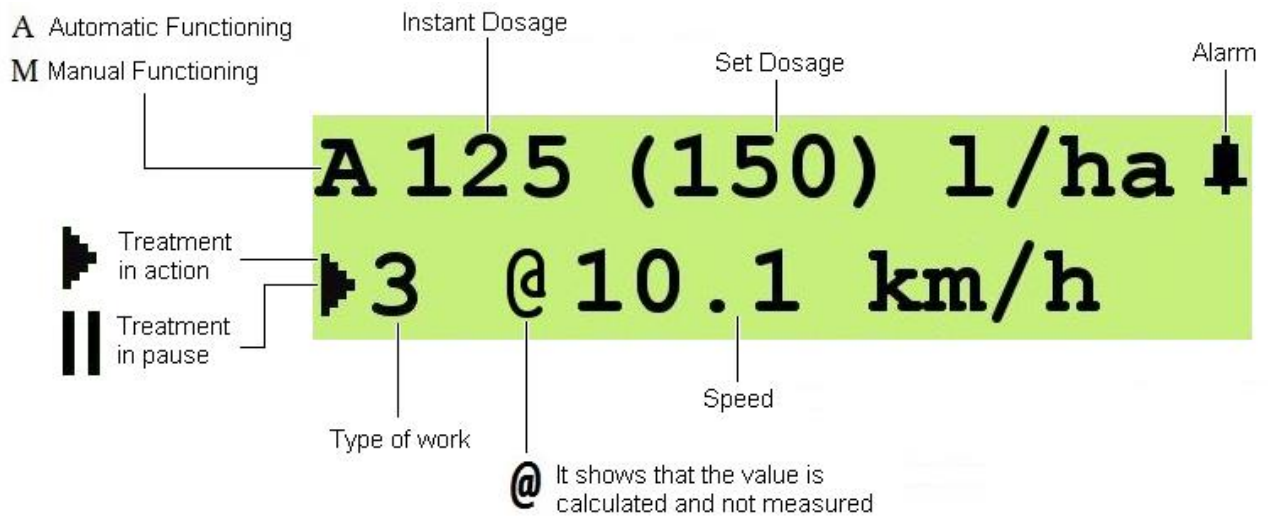 A Automatic Functioning
M Manual Functioning
Instant Dosage
Set Dosage
Alarm
A 125 (150) l/ha
Treatment
in action
3 @ 10.1 km/h
Treatment
in pause
Speed
Type of work
@ It shows that the value is
calculated and not measured